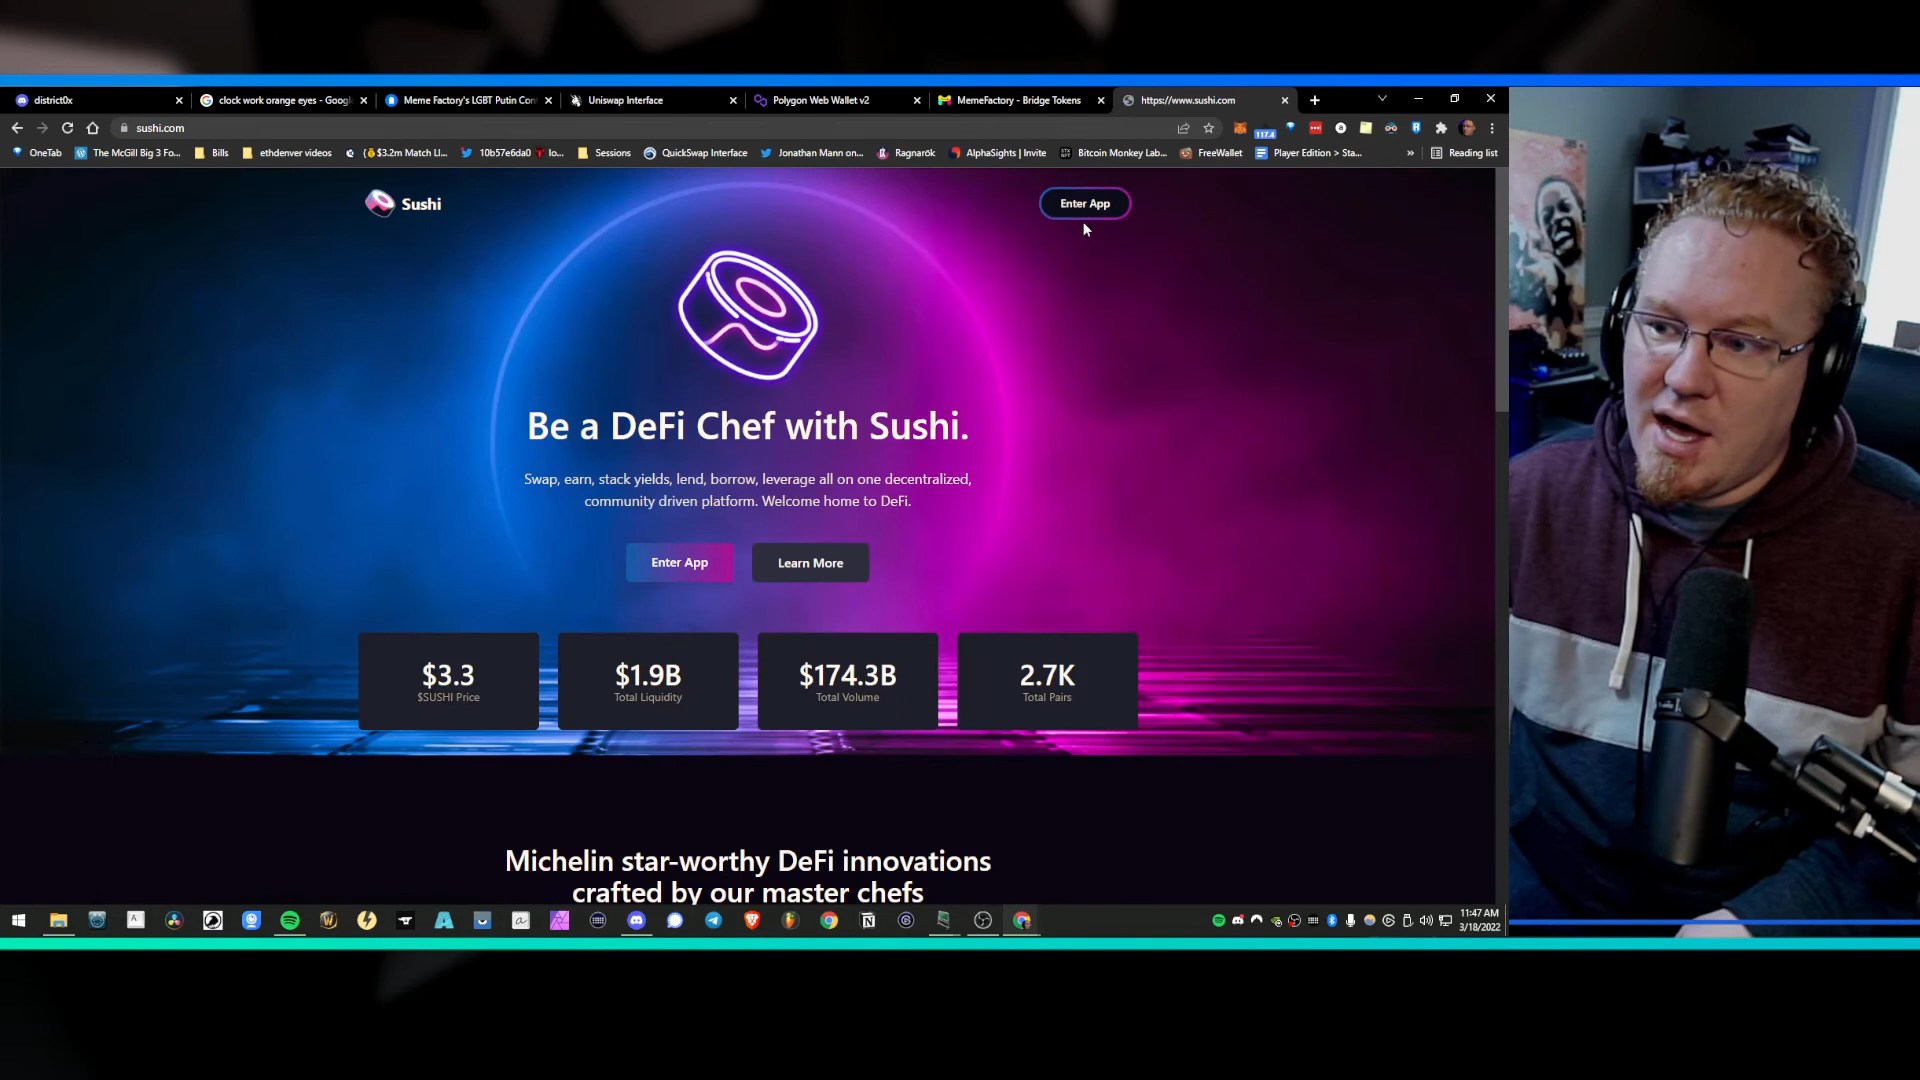 district0x
clock work orange eyes - Googl
Meme Factory's LGBT Putin Con
Uniswap Interface
Polygon Web Wallet v2
MemeFactory - Bridge Tokens
https://www.sushi.com
sushi.com
117.4
OneTab
The McGill Big 3 Fo...
Bills
ethdenver videos
($3.2m Match LI...
10b57e6da0
lo...
Sessions
QuickSwap Interface
Jonathan Mann on...
Ragnarök
AlphaSights | Invite
Bitcoin Monkey Lab...
FreeWallet
Player Edition > Sta...
»
Reading list
Sushi
Enter App
Be a DeFi Chef with Sushi.
Swap, earn, stack yields, lend, borrow, leverage all on one decentralized,
community driven platform. Welcome home to DeFi.
Enter App
Learn More
$3.3
$SUSHI Price
$1.9B
Total Liquidity
$174.3B
Total Volume
2.7K
Total Pairs
Michelin star-worthy DeFi innovations
crafted by our master chefs
11:47 AM
3/18/2022